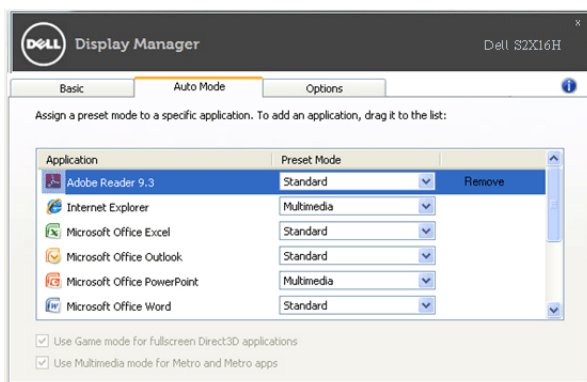 DELL Display Manager
x
Dell S2X16H
Basic Auto Mode Options i
Assign a preset mode to a specific application. To add an application, drag it to the list:
Application Preset Mode
Adobe Reader 9.3 Standard Remove
Internet Explorer Multimedia
Microsoft Office Excel Standard
Microsoft Office Outlook Standard
Microsoft Office PowerPoint Multimedia
Microsoft Office Word Standard
Use Game mode for fullscreen Direct3D applications
Use Multimedia mode for Metro and Metro apps